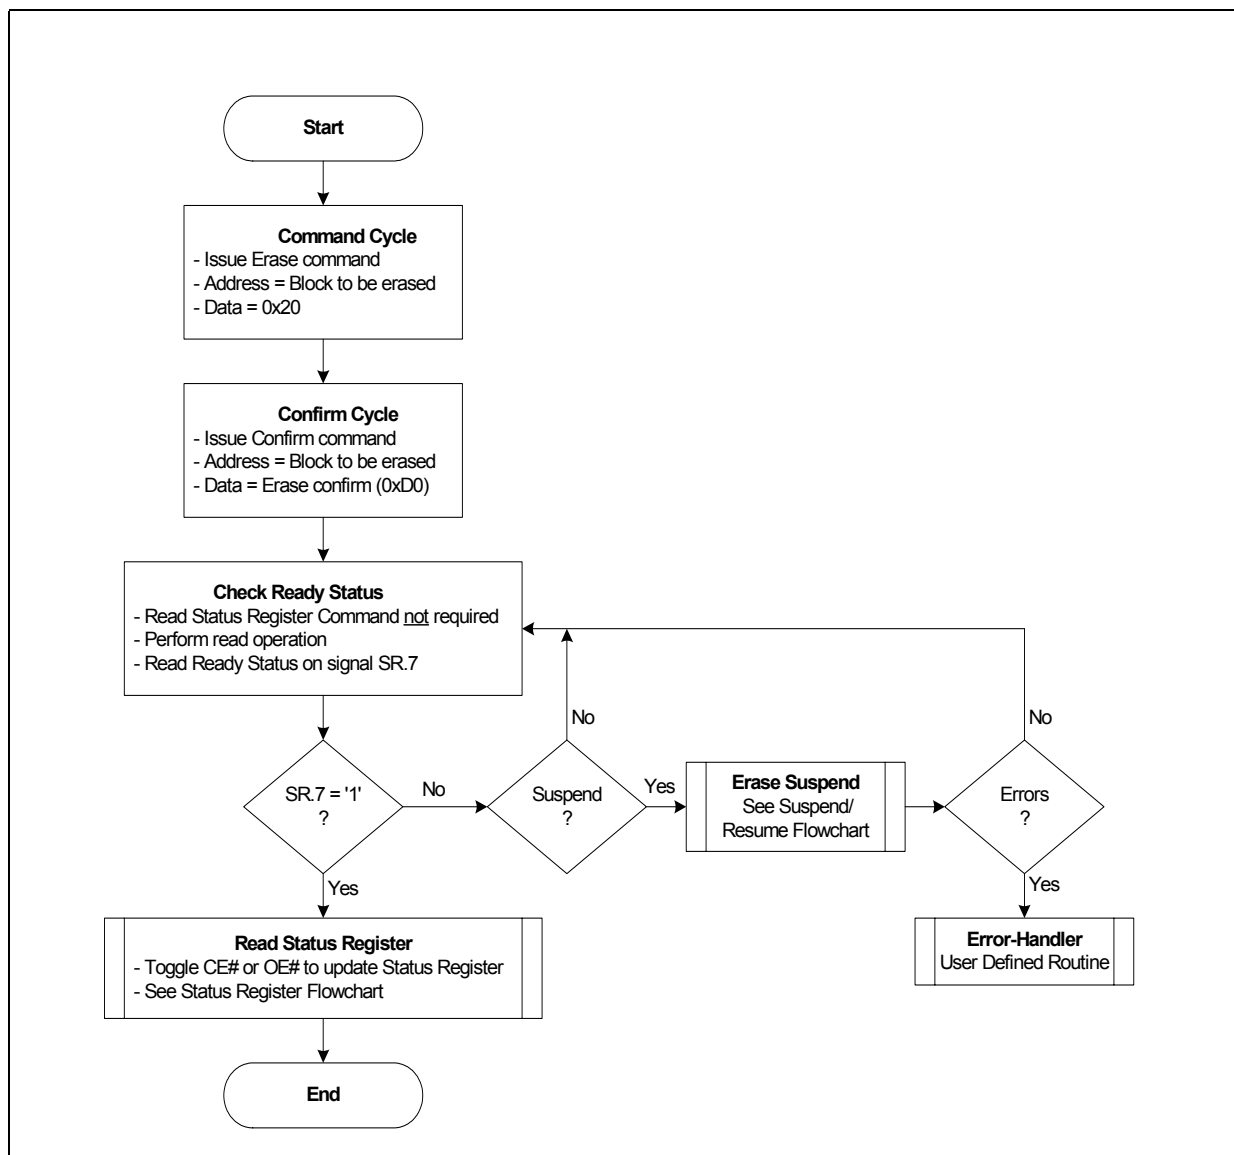 Start
Command Cycle
- Issue Erase command
- Address = Block to be erased
- Data = 0x20
Confirm Cycle
- Issue Confirm command
- Address = Block to be erased
- Data = Erase confirm (0xD0)
Check Ready Status
- Read Status Register Command not required
- Perform read operation
- Read Ready Status on signal SR.7
No
No
SR.7 = '1'
?
No
Suspend
?
Yes
Erase Suspend
See Suspend/
Resume Flowchart
Errors
?
Yes
Yes
Read Status Register
- Toggle CE# or OE# to update Status Register
- See Status Register Flowchart
Error-Handler
User Defined Routine
End